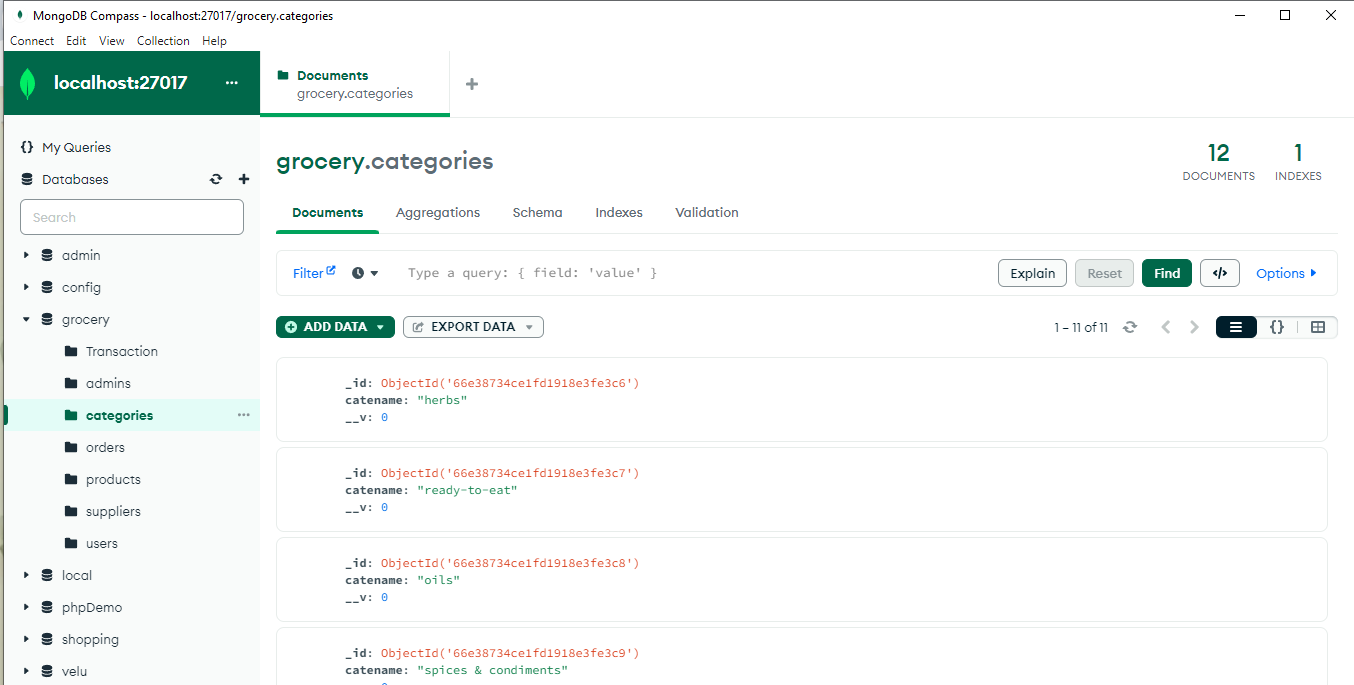 MongoDB Compass - localhost:27017/grocery.categories
Connect Edit View Collection Help
localhost:27017 ...
Documents
grocery.categories
+
{} My Queries
Databases
Search
admin
config
grocery
Transaction
admins
categories ...
orders
products
suppliers
users
local
phpDemo
shopping
velu
grocery.categories
12
DOCUMENTS
1
INDEXES
Documents Aggregations Schema Indexes Validation
Filter Type a query: { field: 'value' } Explain Reset Find </> Options
ADD DATA EXPORT DATA 1 – 11 of 11 {}
_id: ObjectId('66e38734ce1fd1918e3fe3c6')
catename: "herbs"
__v: 0
_id: ObjectId('66e38734ce1fd1918e3fe3c7')
catename: "ready-to-eat"
__v: 0
_id: ObjectId('66e38734ce1fd1918e3fe3c8')
catename: "oils"
__v: 0
_id: ObjectId('66e38734ce1fd1918e3fe3c9')
catename: "spices & condiments"